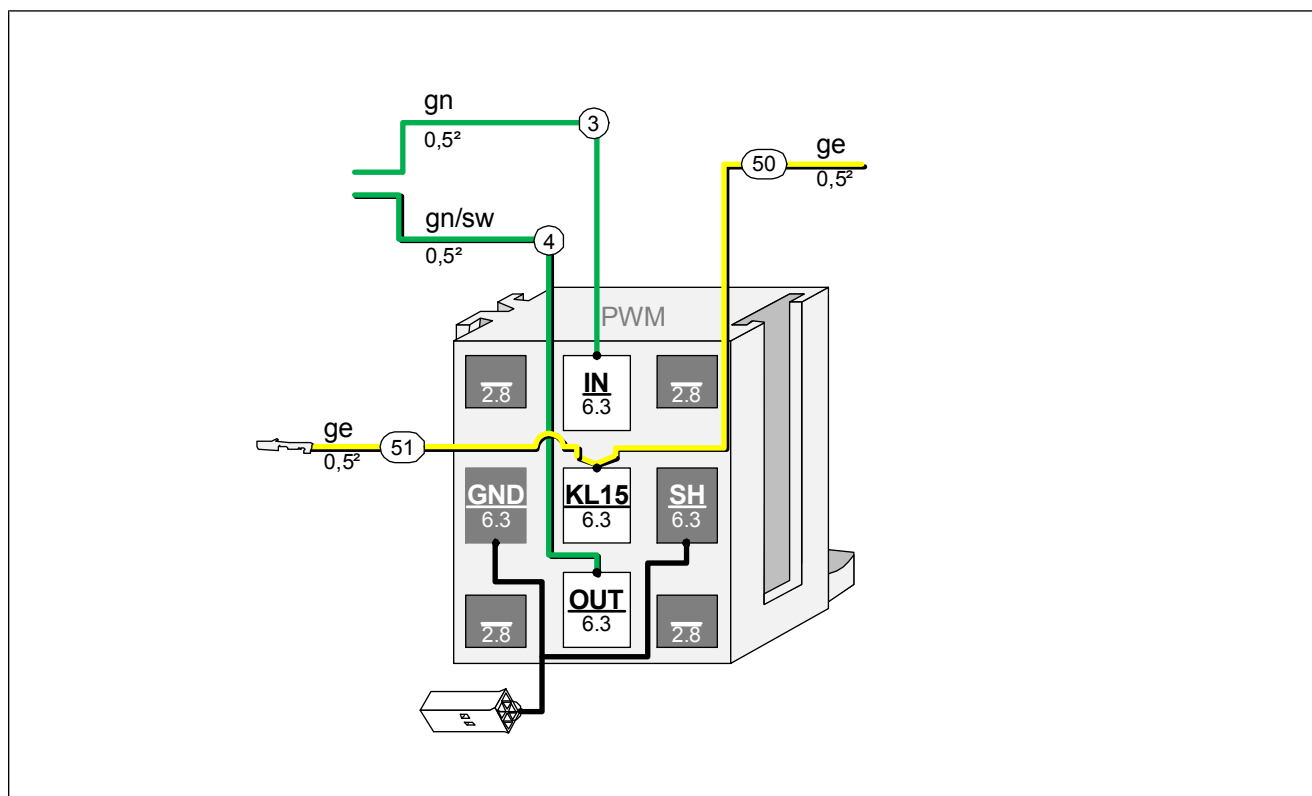 gn
0,5²
3
50
ge
0,5²
gn/sw
0,5²
4
PWM
2.8
IN
6.3
2.8
ge
0,5²
51
GND
6.3
KL15
6.3
SH
6.3
2.8
OUT
6.3
2.8